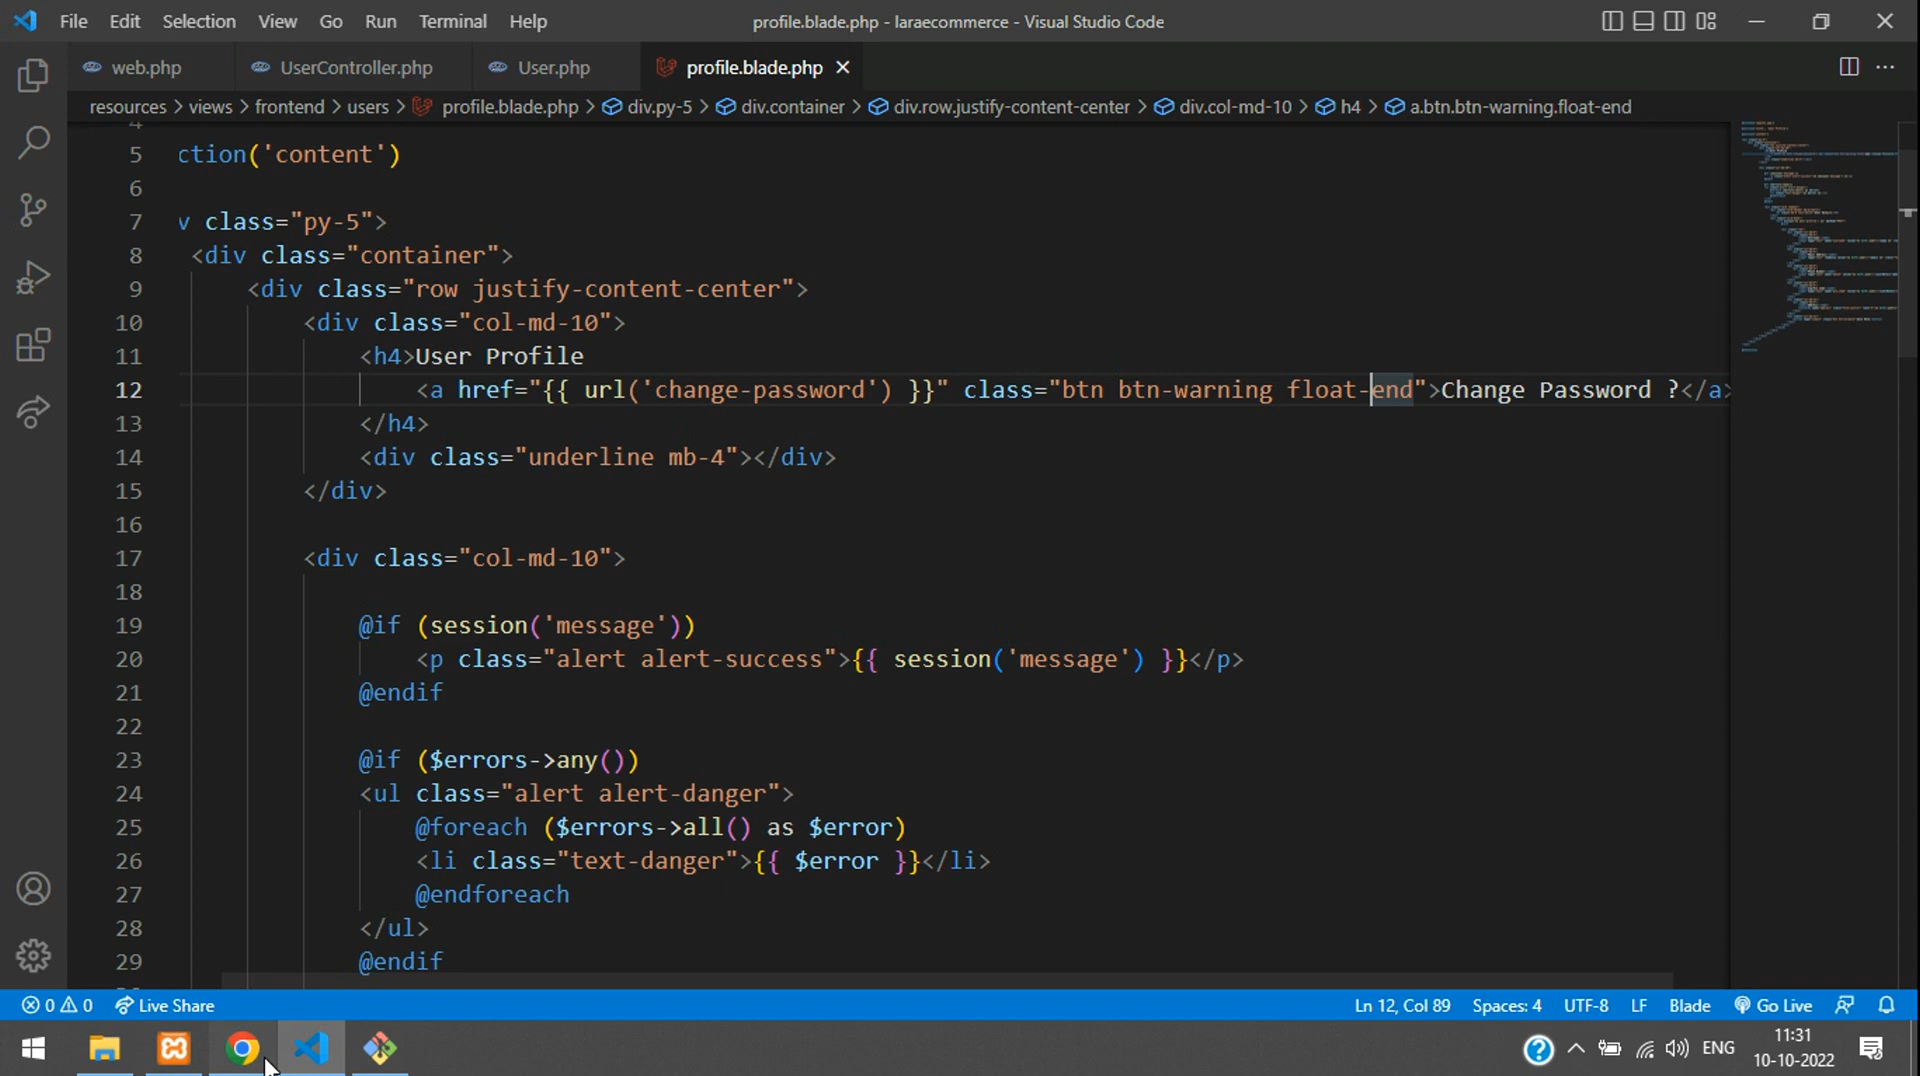 File Edit Selection View Go Run Terminal Help
profile.blade.php - laraecommerce - Visual Studio Code
web.php UserController.php User.php profile.blade.php
resources > views > frontend > users > profile.blade.php > div.py-5 > div.container > div.row.justify-content-center > div.col-md-10 > h4 > a.btn.btn-warning.float-end
5 ction('content')
6
7 v class="py-5">
8 <div class="container">
9 <div class="row justify-content-center">
10 <div class="col-md-10">
11 <h4>User Profile
12 <a href="{{ url('change-password') }}" class="btn btn-warning float-end">Change Password ?</a>
13 </h4>
14 <div class="underline mb-4"></div>
15 </div>
16
17 <div class="col-md-10">
18
19 @if (session('message'))
20 <p class="alert alert-success">{{ session('message') }}</p>
21 @endif
22
23 @if ($errors->any())
24 <ul class="alert alert-danger">
25 @foreach ($errors->all() as $error)
26 <li class="text-danger">{{ $error }}</li>
27 @endforeach
28 </ul>
29 @endif
0 0 Live Share Ln 12, Col 89 Spaces: 4 UTF-8 LF Blade Go Live
ENG
11:31
10-10-2022